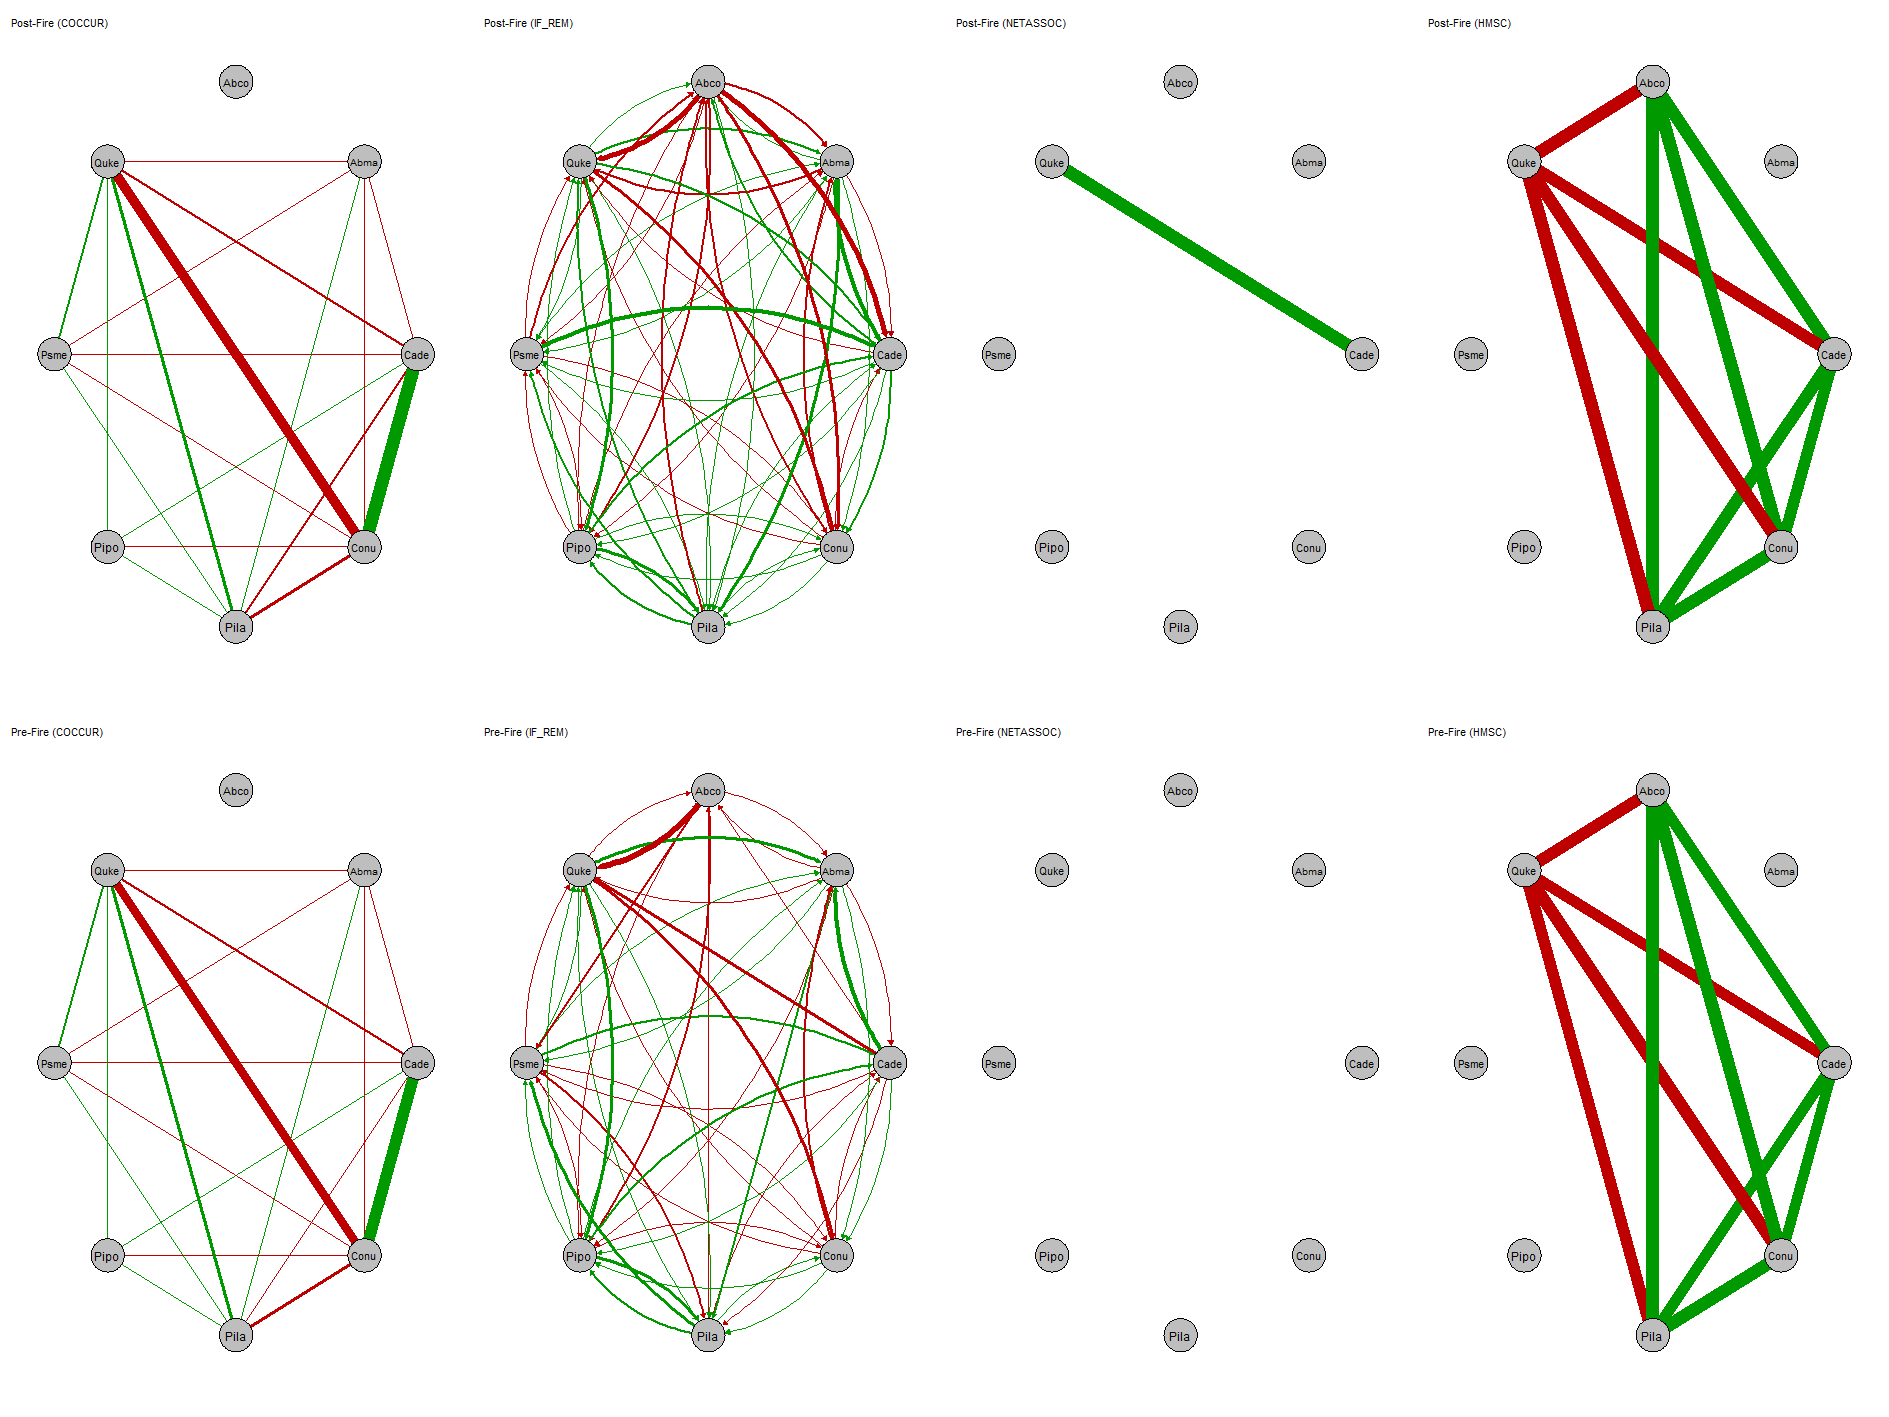 Post-Fire (COCCUR)
Post-Fire (IF_REM)
Post-Fire (NETASSOC)
Post-Fire (HMSC)
Abco
Abco
Abco
Abco
Quke
Abma
Quke
Abma
Quke
Abma
Quke
Abma
Psme
Cade
Psme
Cade
Psme
Cade
Psme
Cade
Pipo
Conu
Pipo
Conu
Pipo
Conu
Pipo
Conu
Pila
Pila
Pila
Pila
Pre-Fire (COCCUR)
Pre-Fire (IF_REM)
Pre-Fire (NETASSOC)
Pre-Fire (HMSC)
Abco
Abco
Abco
Abco
Quke
Abma
Quke
Abma
Quke
Abma
Quke
Abma
Psme
Cade
Psme
Cade
Psme
Cade
Psme
Cade
Pipo
Conu
Pipo
Conu
Pipo
Conu
Pipo
Conu
Pila
Pila
Pila
Pila